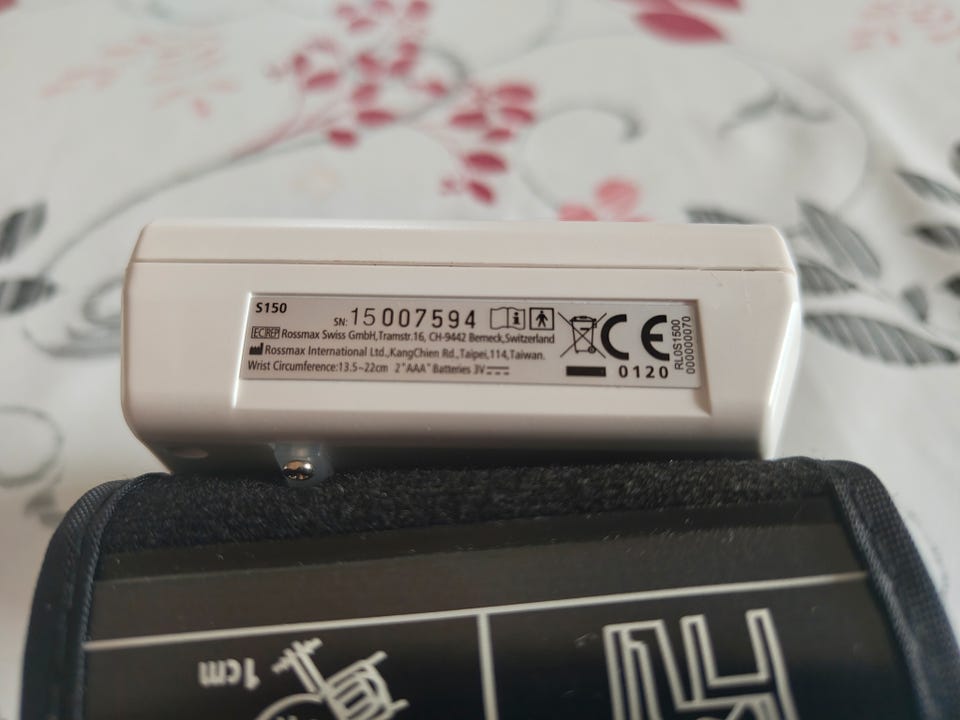 S150
SN: 15007594
EC REP Rossmax Swiss GmbH,Tramstr.16, CH-9442 Berneck,Switzerland
Rossmax International Ltd.,KangChien Rd.,Taipei,114,Taiwan.
Wrist Circumference:13.5~22cm 2"AAA" Batteries 3V
CE
0120
RL0S1500
0000000070
1cm